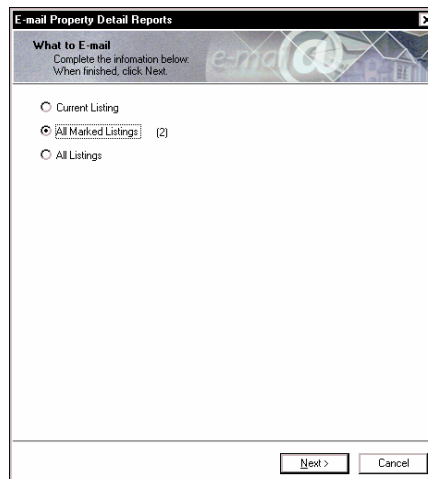 E-mail Property Detail Reports
What to E-mail
Complete the infomation below.
When finished, click Next.
e-mail @
Current Listing
All Marked Listings (2)
All Listings
Next >
Cancel